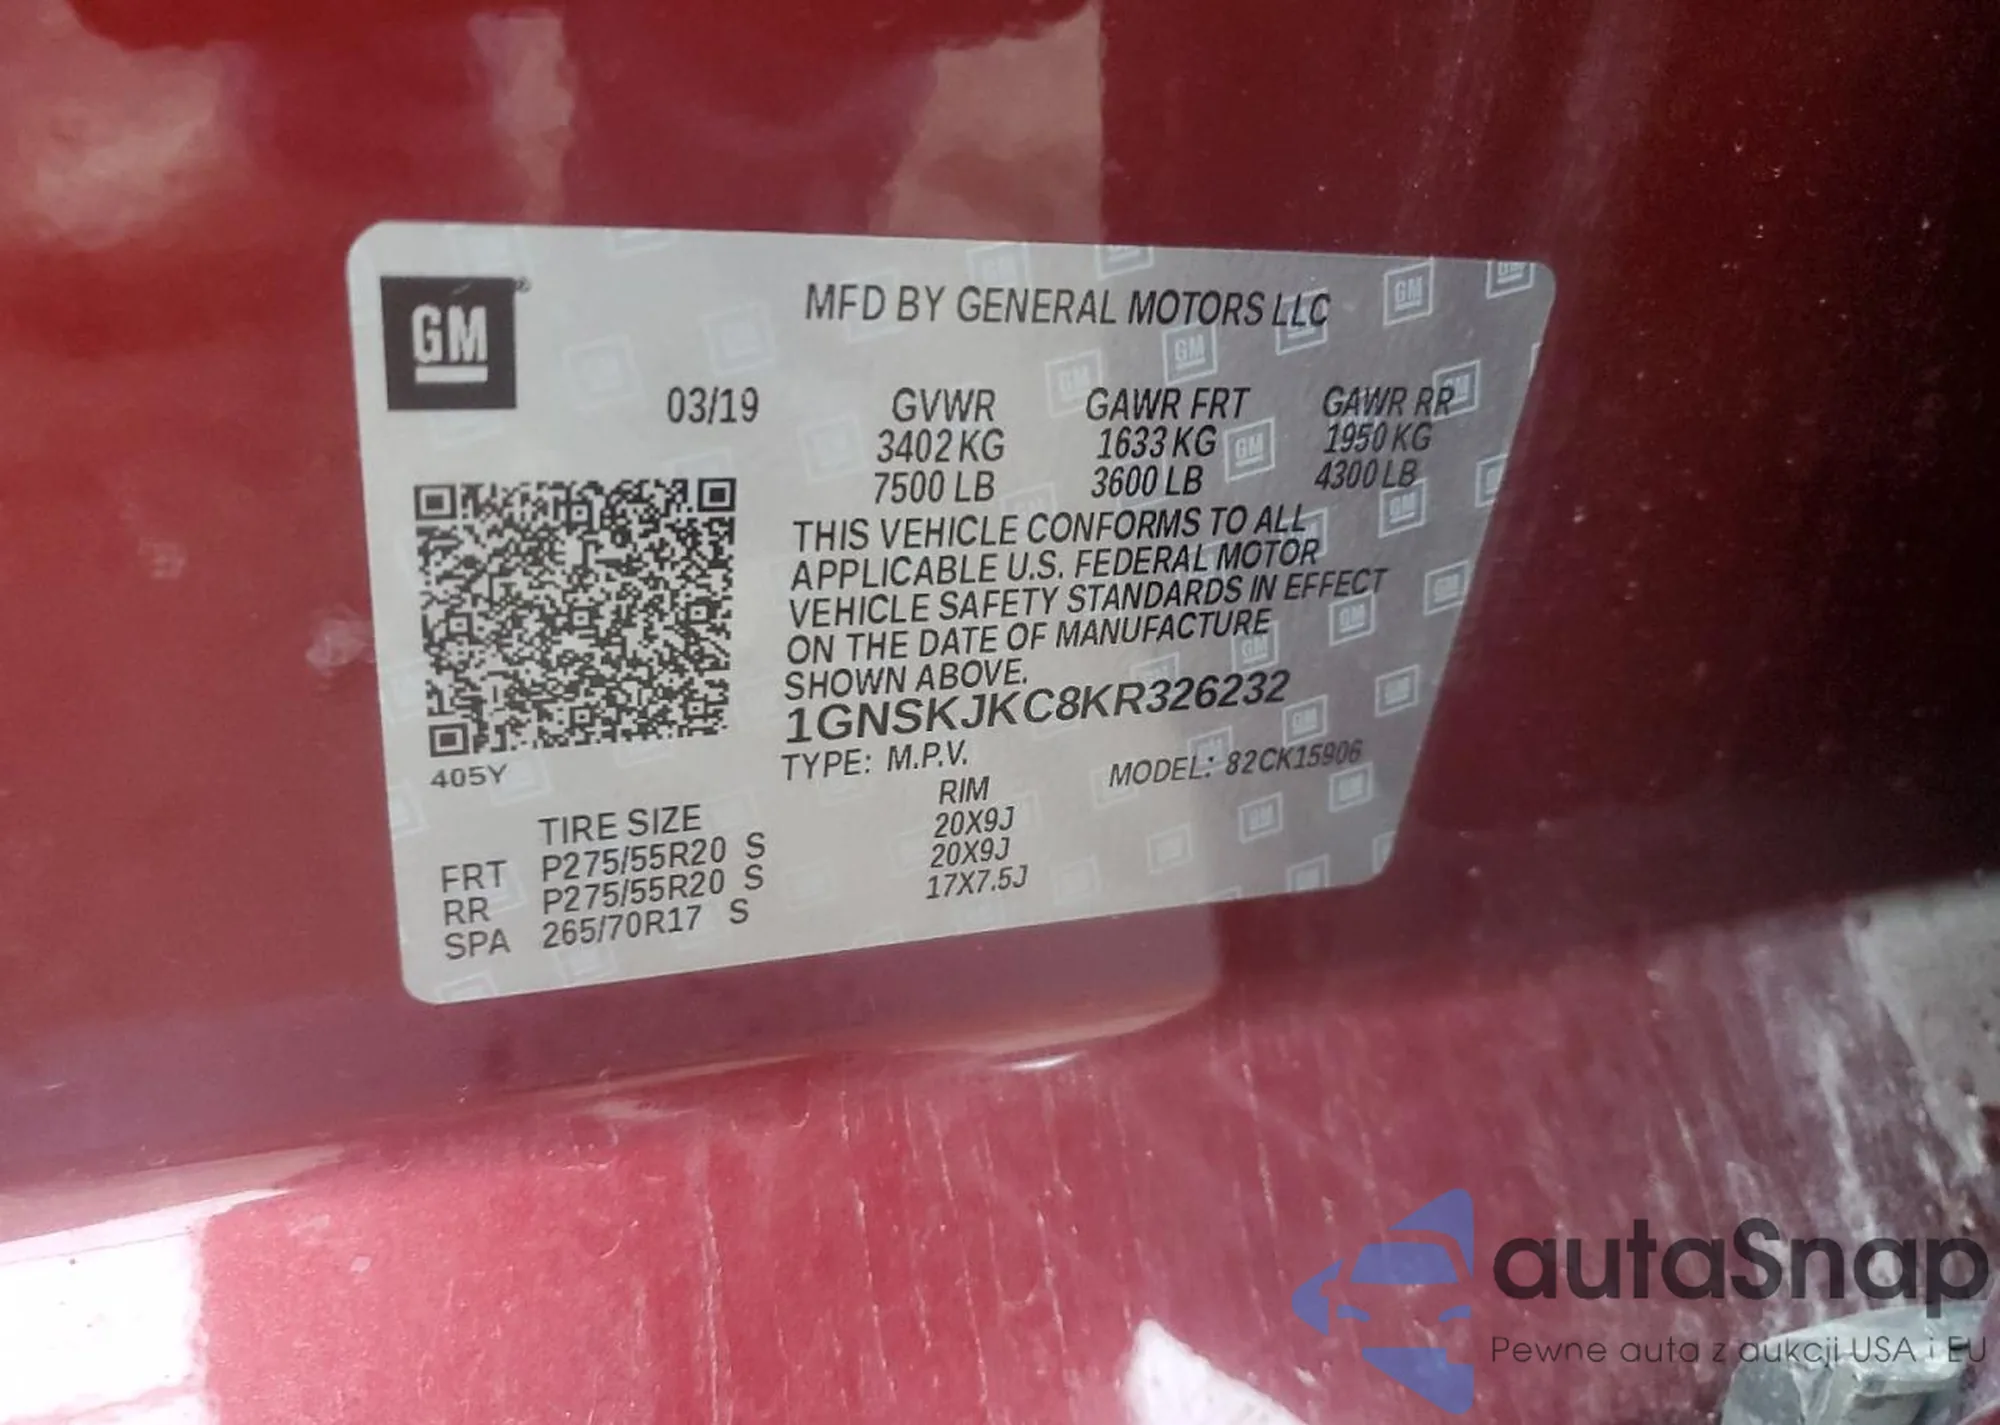 GM
MFD BY GENERAL MOTORS LLC
03/19 GVWR GAWR FRT GAWR RR
3402 KG 1633 KG 1950 KG
7500 LB 3600 LB 4300 LB
THIS VEHICLE CONFORMS TO ALL
APPLICABLE U.S. FEDERAL MOTOR
VEHICLE SAFETY STANDARDS IN EFFECT
ON THE DATE OF MANUFACTURE
SHOWN ABOVE.
1GNSKJKC8KR326232
TYPE: M.P.V. MODEL: 82CK15906
405Y
TIRE SIZE RIM
FRT P275/55R20 S 20X9J
RR P275/55R20 S 20X9J
SPA 265/70R17 S 17X7.5J
autaSnap
Pewne auta z aukcji USA i EU